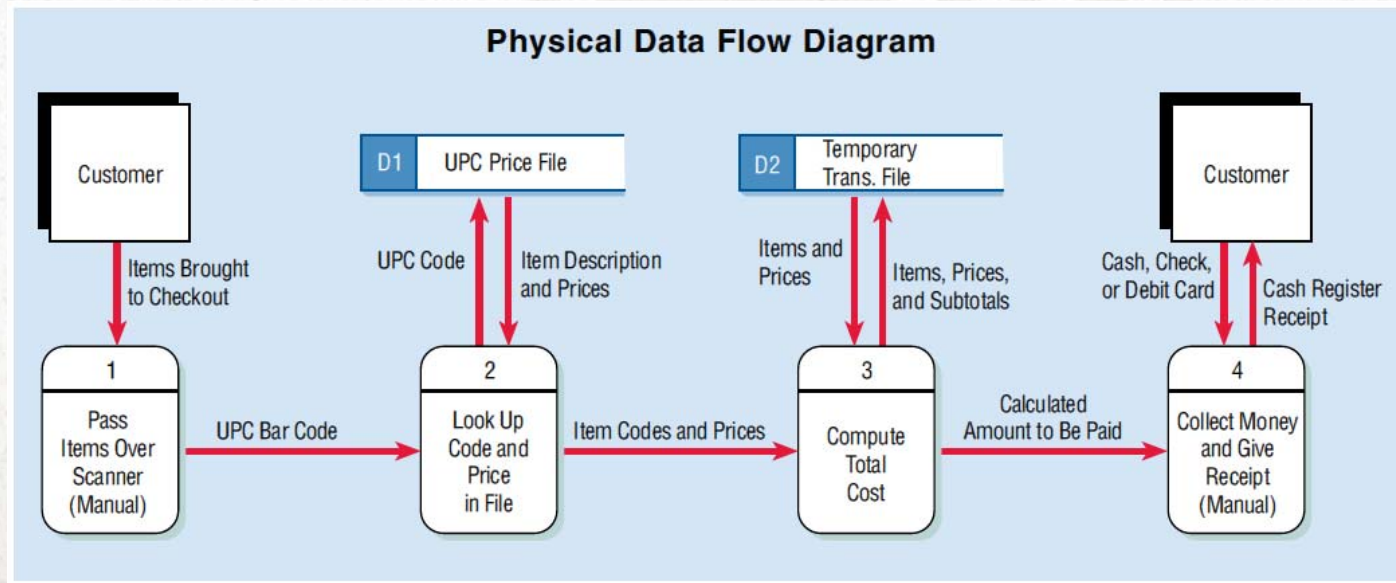 Physical Data Flow Diagram
Customer
D1
UPC Price File
D2
Temporary
Trans. File
Customer
Items Brought
to Checkout
UPC Code
Item Description
and Prices
Items and
Prices
Items, Prices,
and Subtotals
Cash, Check,
or Debit Card
Cash Register
Receipt
1
Pass
Items Over
Scanner
(Manual)
UPC Bar Code
2
Look Up
Code and
Price
in File
Item Codes and Prices
3
Compute
Total
Cost
Calculated
Amount to Be Paid
4
Collect Money
and Give
Receipt
(Manual)